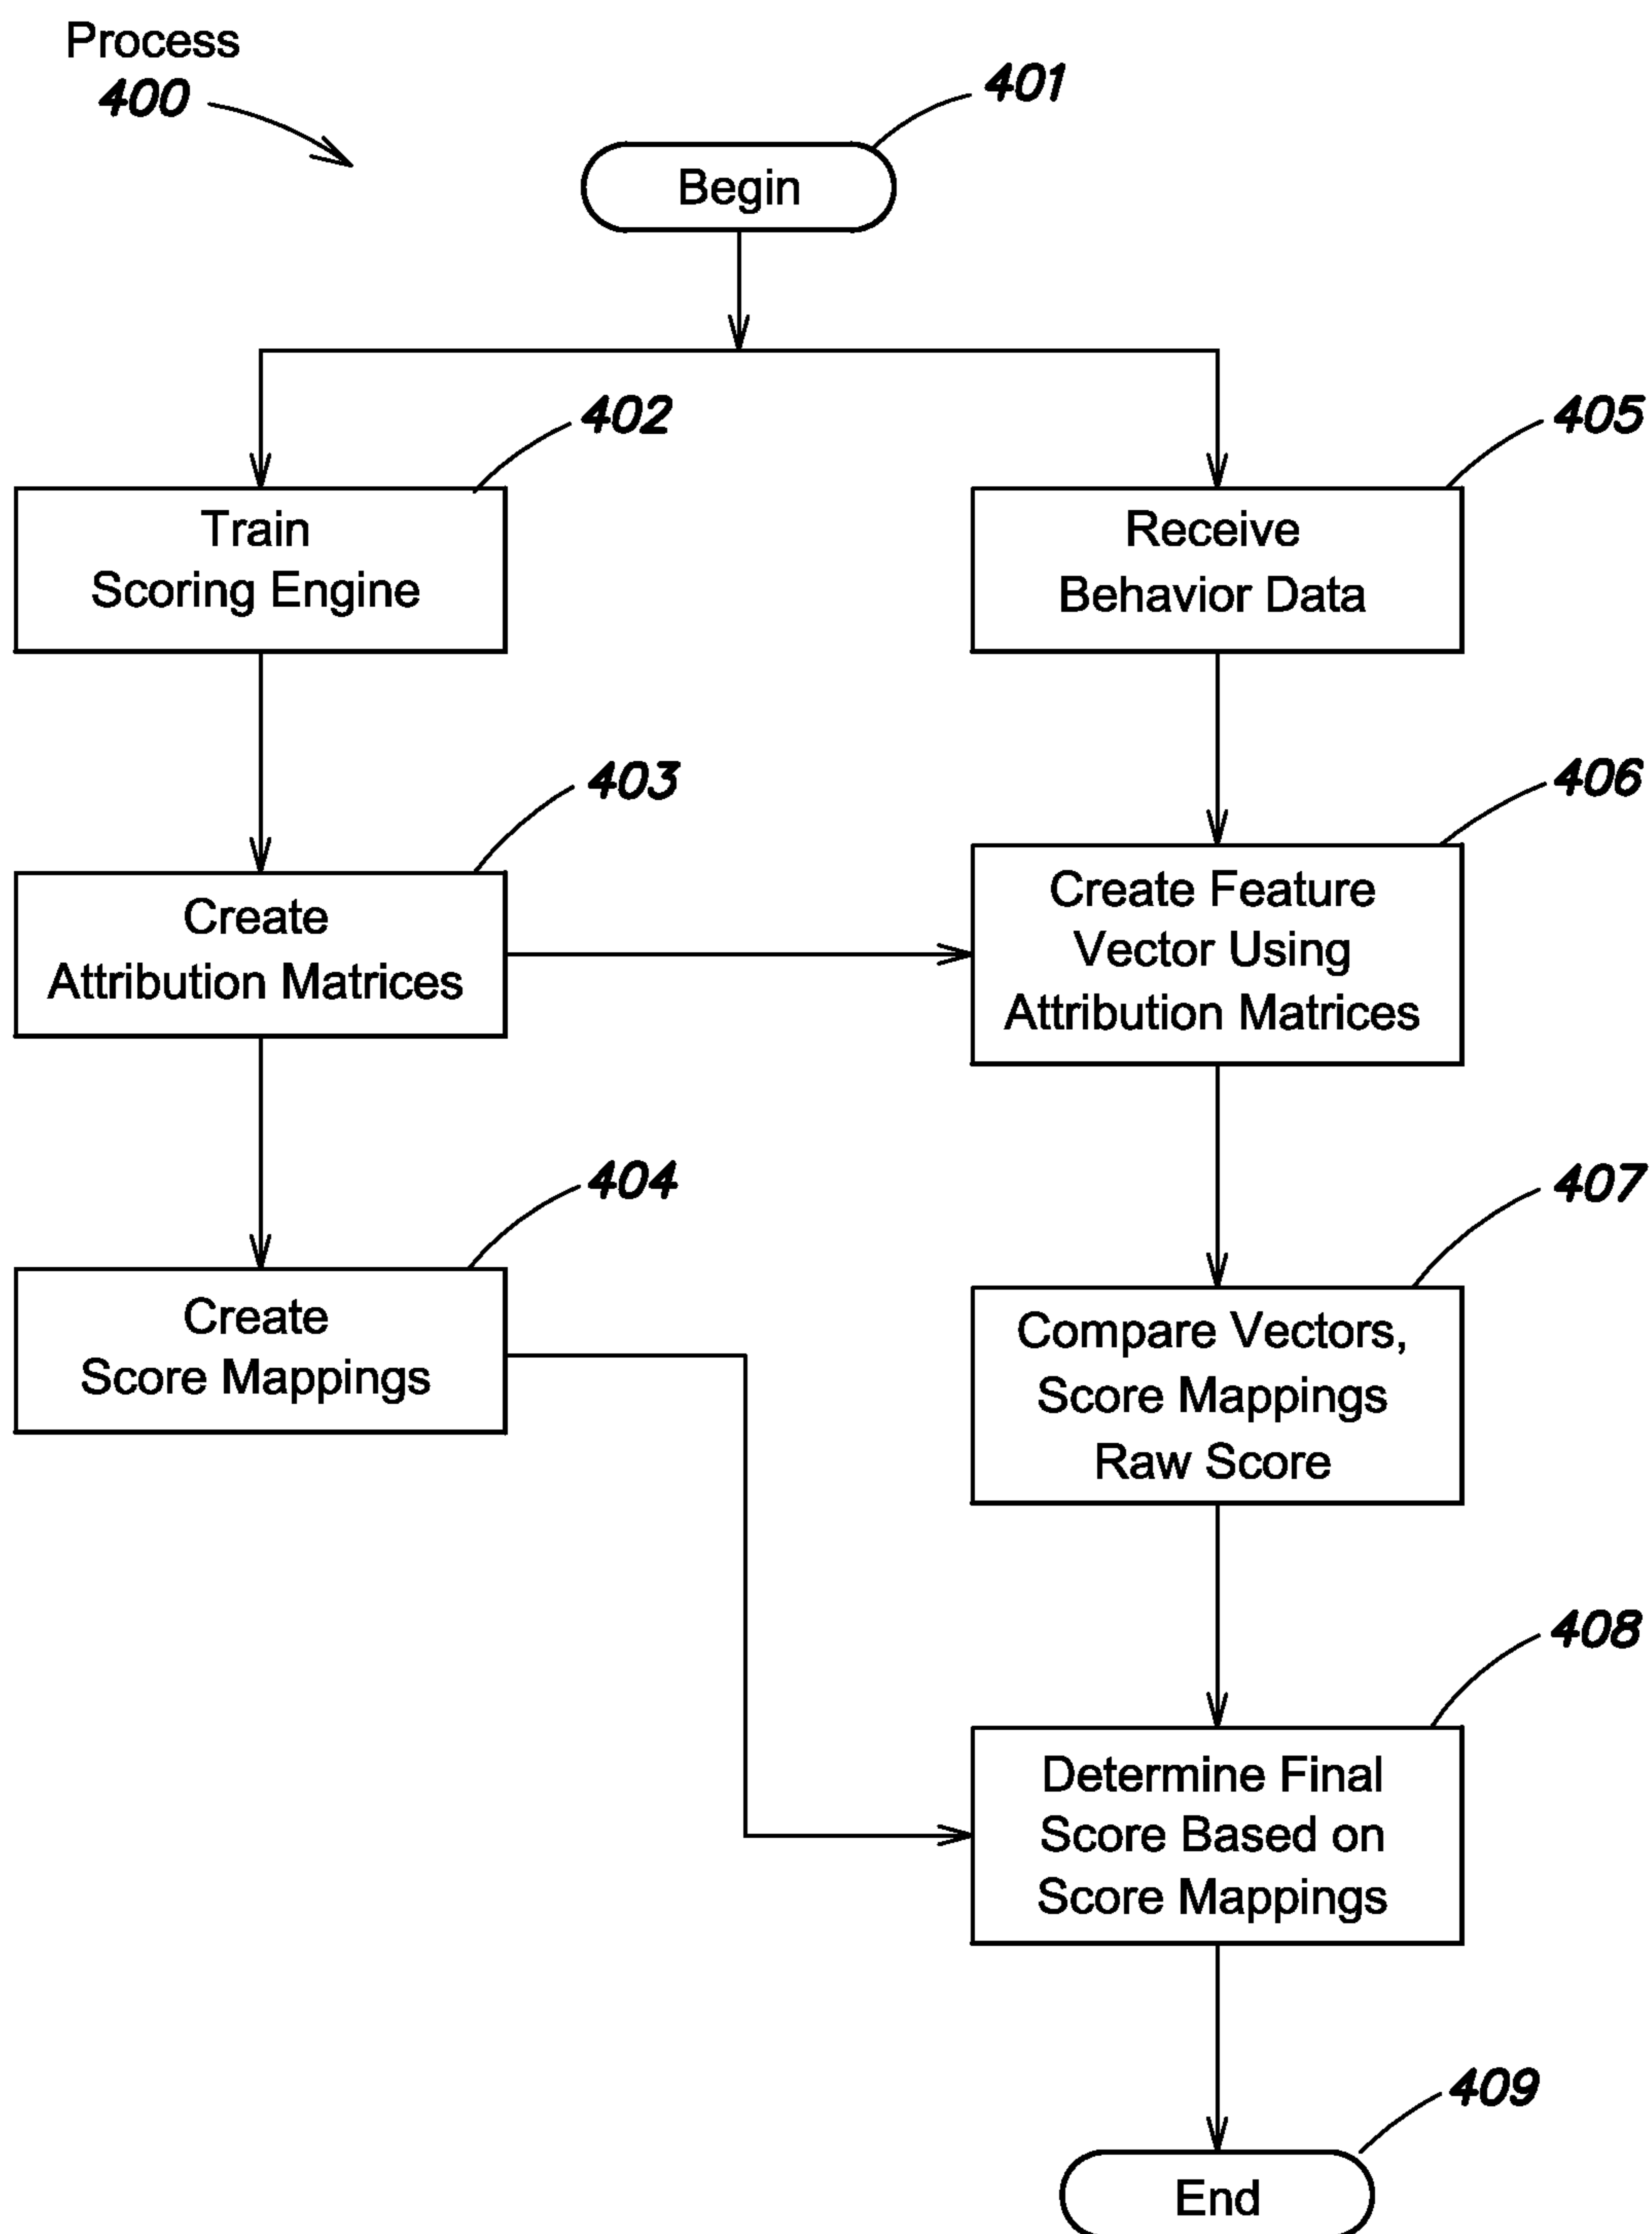 Process
400
401
Begin
402
Train
Scoring Engine
405
Receive
Behavior Data
403
Create
Attribution Matrices
406
Create Feature
Vector Using
Attribution Matrices
404
Create
Score Mappings
407
Compare Vectors,
Score Mappings
Raw Score
408
Determine Final
Score Based on
Score Mappings
409
End